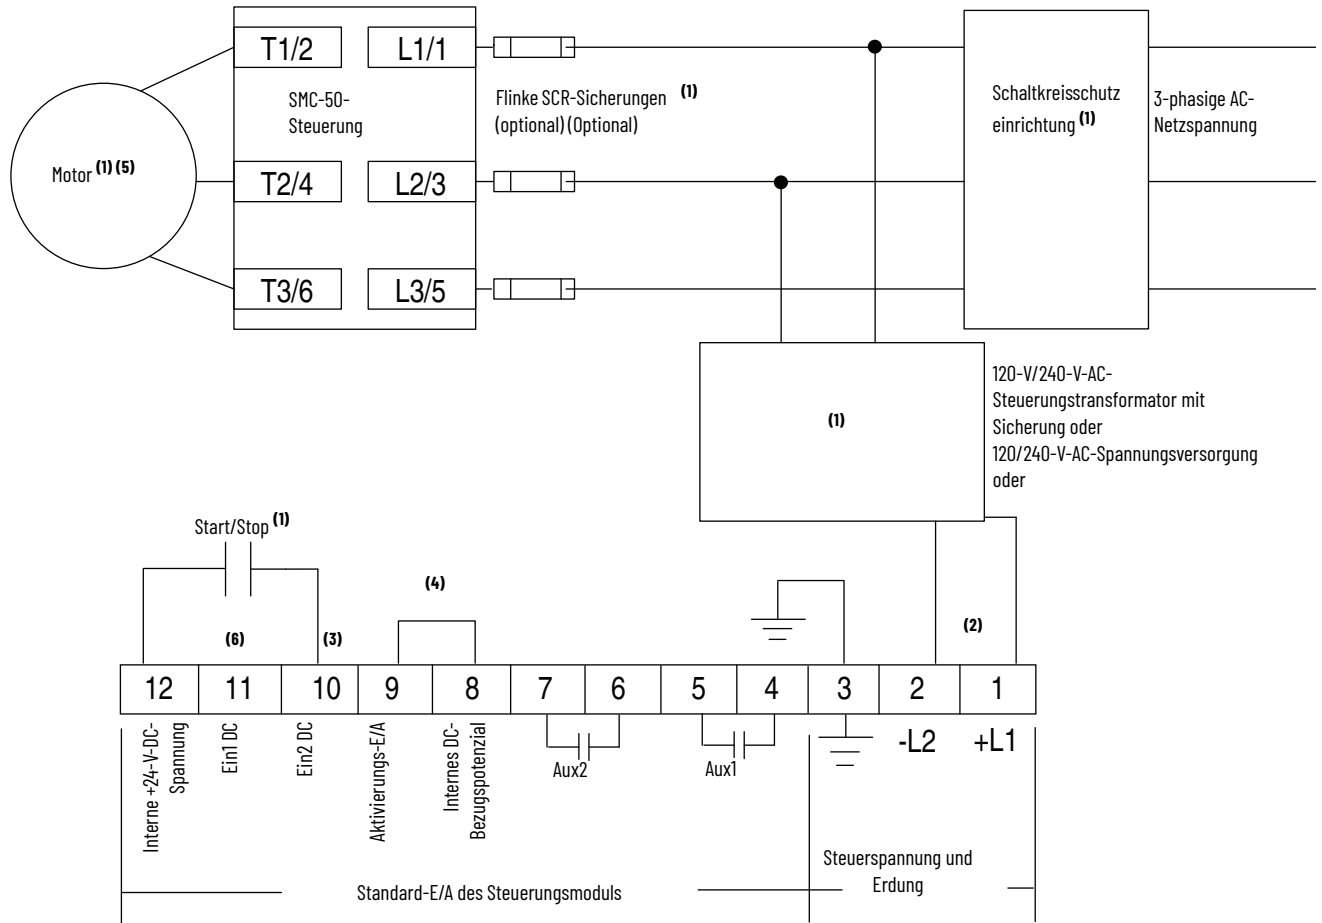 T1/2
L1/1
SMC-50-
Steuerung
Flinke SCR-Sicherungen (1)
(optional) (Optional)
Schaltkreisschutz
einrichtung (1)
3-phasige AC-
Netzspannung
Motor (1) (5)
T2/4
L2/3
T3/6
L3/5
(1)
120-V/240-V-AC-
Steuerungstransformator mit
Sicherung oder
120/240-V-AC-Spannungsversorgung
oder
Start/Stop (1)
(4)
(6)
(3)
(2)
12
11
10
9
8
7
6
5
4
3
2
1
Interne +24-V-DC-
Spannung
Ein1 DC
Ein2 DC
Aktivierungs-E/A
Internes DC-
Bezugspotenzial
Aux2
Aux1
-L2
+L1
Standard-E/A des Steuerungsmoduls
Steuerspannung und
Erdung